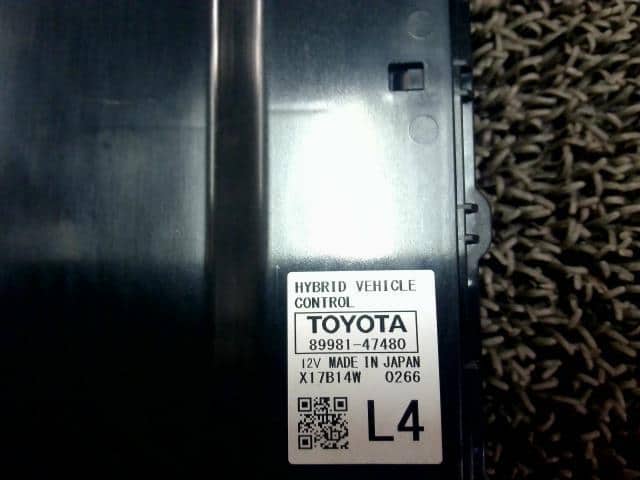 HYBRID VEHICLE
CONTROL
TOYOTA
89981-47480
12V MADE IN JAPAN
X17B14W 0266
L4